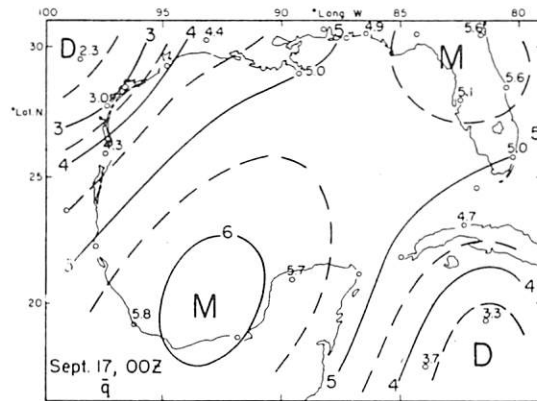 95 90 °Long W. 85 80
30 25 20
°Lat. N
D 2.3 3 4 4.4 5 4.9 5.6
M
3.0 5.0 5.1 5.6
3
4 .3 5.0 5
5
4.7
6
5.7
M
4
5.8 3.3
3.7 D
Sept. 17, 00Z
q̄
5 4